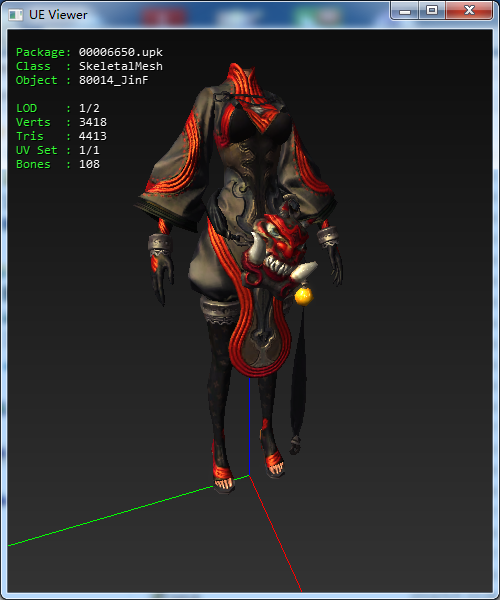 UE Viewer
Package: 00006650.upk
Class : SkeletalMesh
Object : 80014_JinF
LOD : 1/2
Verts : 3418
Tris : 4413
UV Set : 1/1
Bones : 108